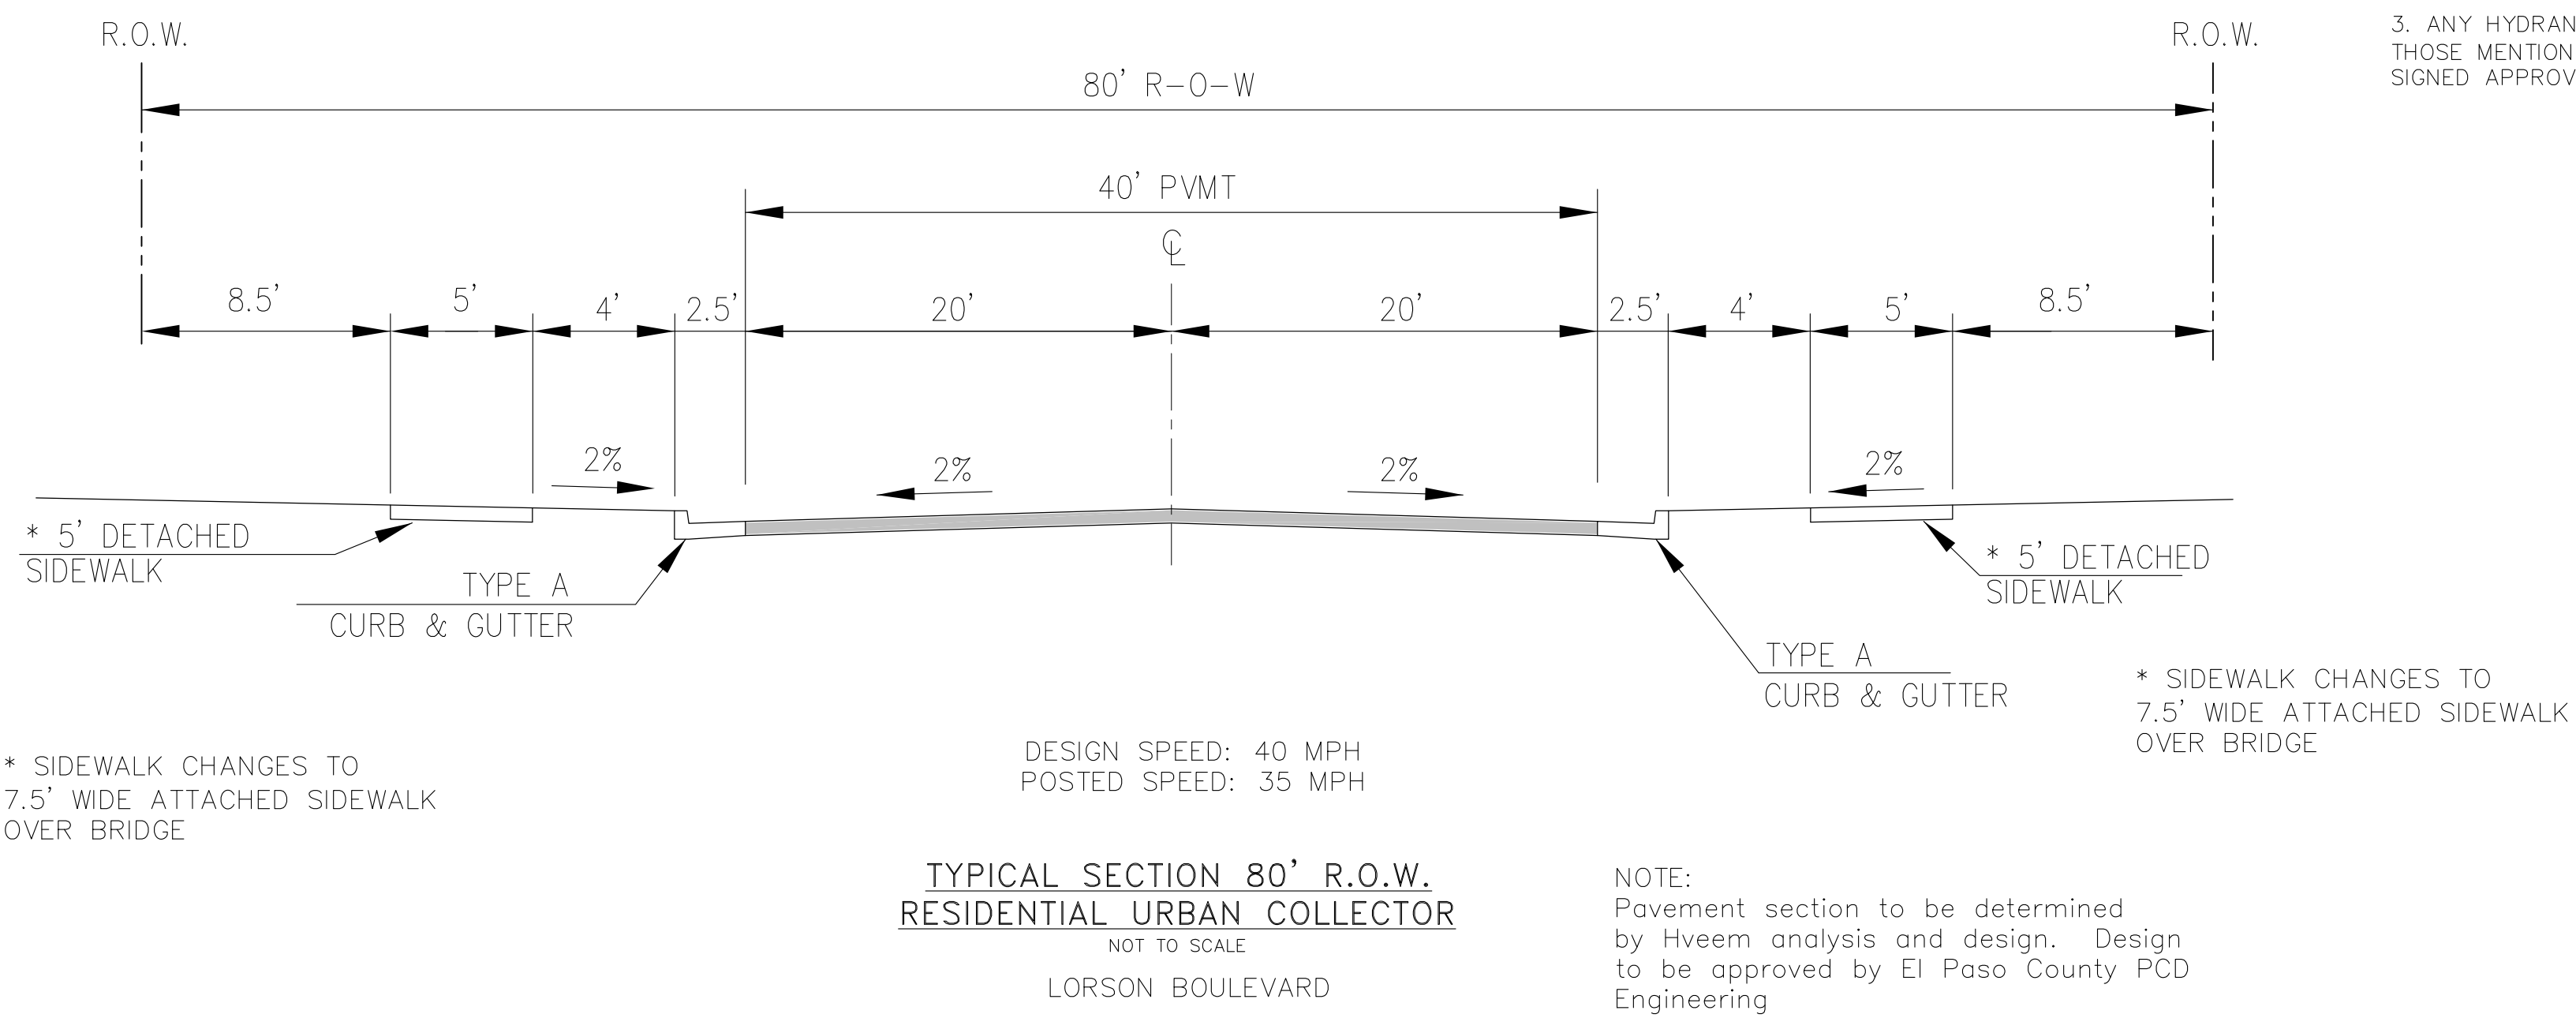 R.O.W.
R.O.W.
3. ANY HYDRAN
THOSE MENTION
SIGNED APPROV
80' R-O-W
40' PVMT
℄
8.5'
5'
4'
2.5'
20'
20'
2.5'
4'
5'
8.5'
2%
2%
2%
2%
* 5' DETACHED
SIDEWALK
TYPE A
CURB & GUTTER
* 5' DETACHED
SIDEWALK
TYPE A
CURB & GUTTER
* SIDEWALK CHANGES TO
7.5' WIDE ATTACHED SIDEWALK
OVER BRIDGE
* SIDEWALK CHANGES TO
7.5' WIDE ATTACHED SIDEWALK
OVER BRIDGE
DESIGN SPEED: 40 MPH
POSTED SPEED: 35 MPH
TYPICAL SECTION 80' R.O.W.
RESIDENTIAL URBAN COLLECTOR
NOT TO SCALE
LORSON BOULEVARD
NOTE:
Pavement section to be determined
by Hveem analysis and design. Design
to be approved by El Paso County PCD
Engineering